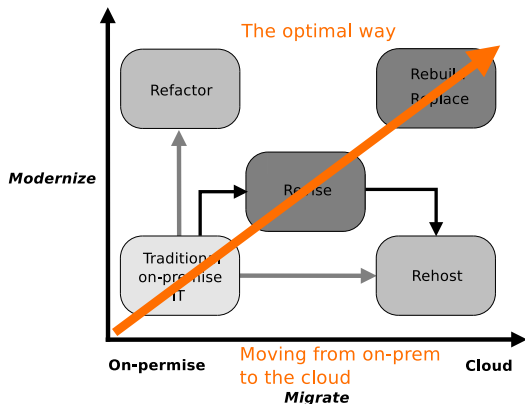 The optimal way
Refactor
Rebuild
Replace
Modernize
Revise
Traditional
on-premise
IT
Rehost
On-permise
Moving from on-prem
to the cloud
Cloud
Migrate